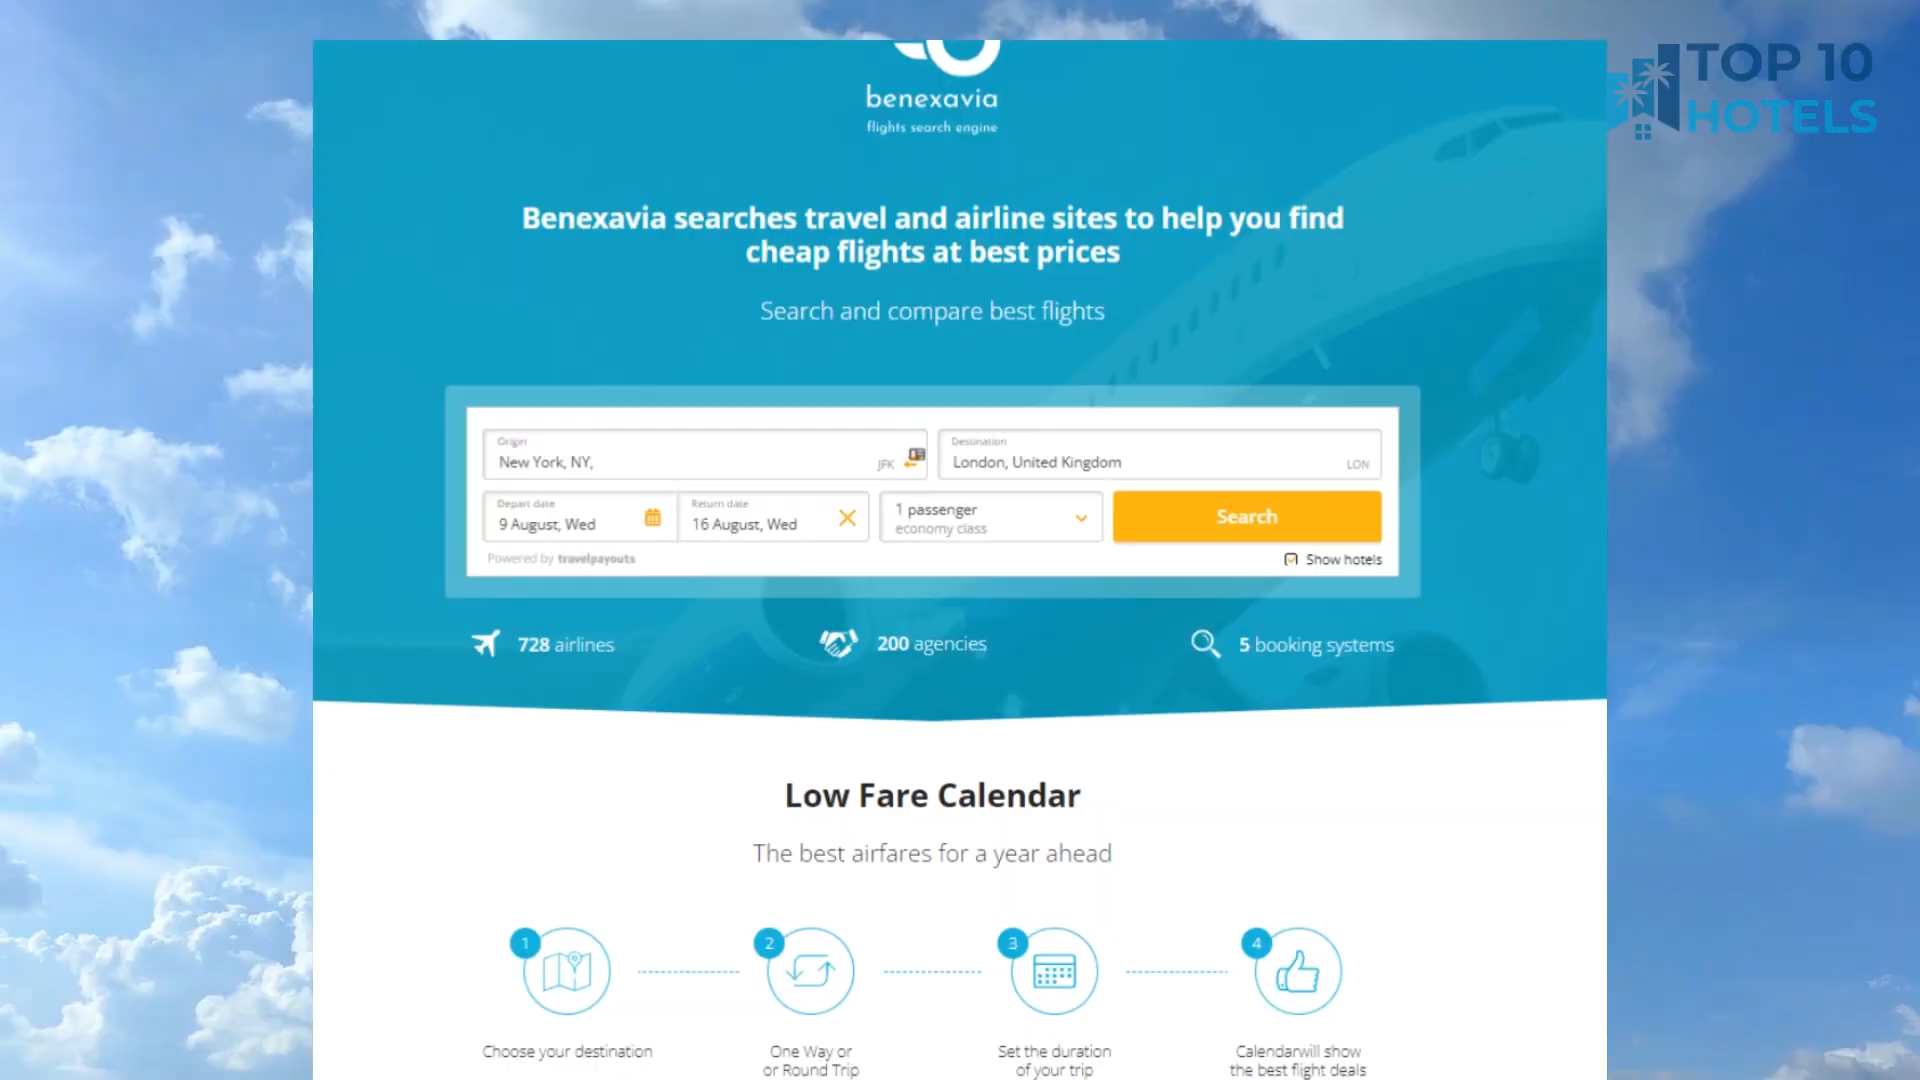 TOP 10
HOTELS
benexavia
flights search engine
Benexavia searches travel and airline sites to help you find
cheap flights at best prices
Search and compare best flights
Origin
New York, NY,
JFK
Destination
London, United Kingdom
LON
Depart date
9 August, Wed
Return date
16 August, Wed
1 passenger
economy class
Search
Powered by travelpayouts
Show hotels
728 airlines
200 agencies
5 booking systems
Low Fare Calendar
The best airfares for a year ahead
1
2
3
4
Choose your destination
One Way or
or Round Trip
Set the duration
of your trip
Calendarwill show
the best flight deals